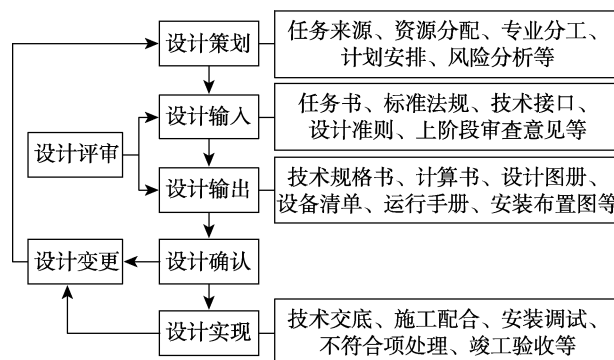 设计策划
任务来源、资源分配、专业分工、
计划安排、风险分析等
设计输入
任务书、标准法规、技术接口、
设计准则、上阶段审查意见等
设计评审
设计输出
技术规格书、计算书、设计图册、
设备清单、运行手册、安装布置图等
设计变更
设计确认
设计实现
技术交底、施工配合、安装调试、
不符合项处理、竣工验收等